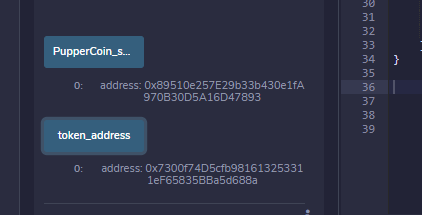 30
31
32
PupperCoin_s...
33
}
34
}
35
0: address: 0x89510e257E29b33b430e1fA
970B30D5A16D47893
36
37
38
token_address
39
0: address: 0x7300f74D5cfb98161325331
1eF65835BBa5d688a